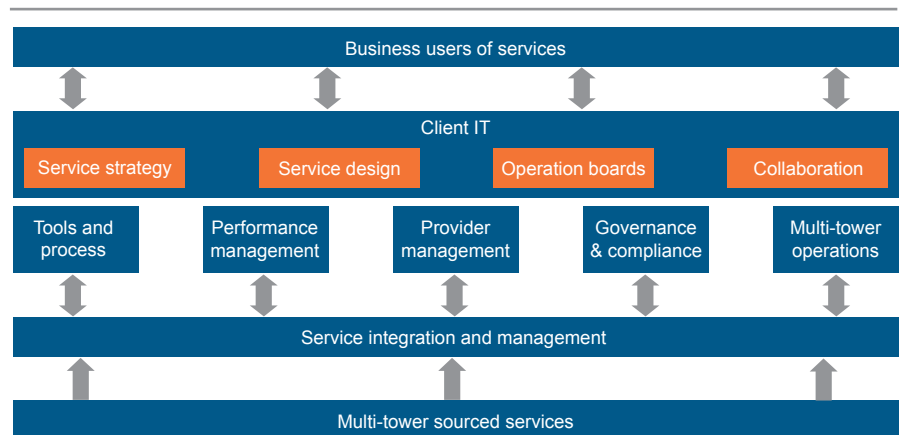 Business users of services
Client IT
Service strategy
Service design
Operation boards
Collaboration
Tools and
process
Performance
management
Provider
management
Governance
& compliance
Multi-tower
operations
Service integration and management
Multi-tower sourced services